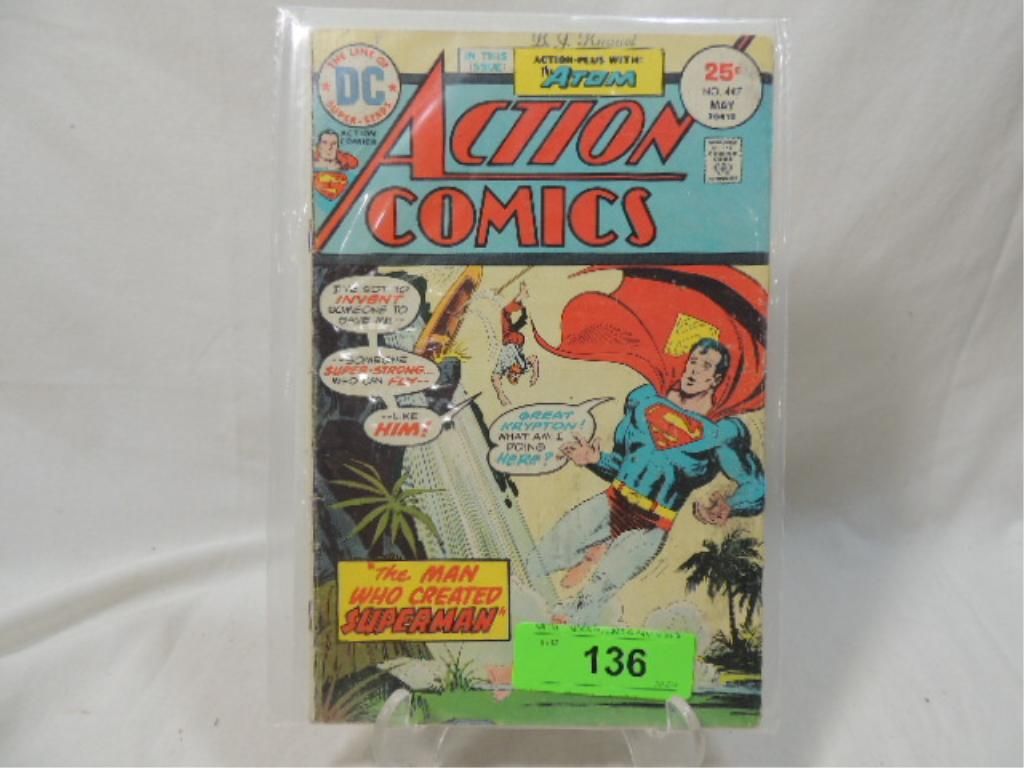 THE LINE OF
DC
SUPER-STARS
IN THIS
ISSUE!
ACTION-PLUS WITH:
The ATOM
25¢
NO. 447
MAY
30410
ACTION
COMICS
ACTION
COMICS
I'VE GOT TO
INVENT
SOMEONE TO
SAVE ME--
--SOMEONE
SUPER-STRONG...
WHO CAN FLY--
--LIKE
HIM!
GREAT
KRYPTON!
WHAT AM I
DOING
HERE?
"The MAN
WHO CREATED
SUPERMAN"
136